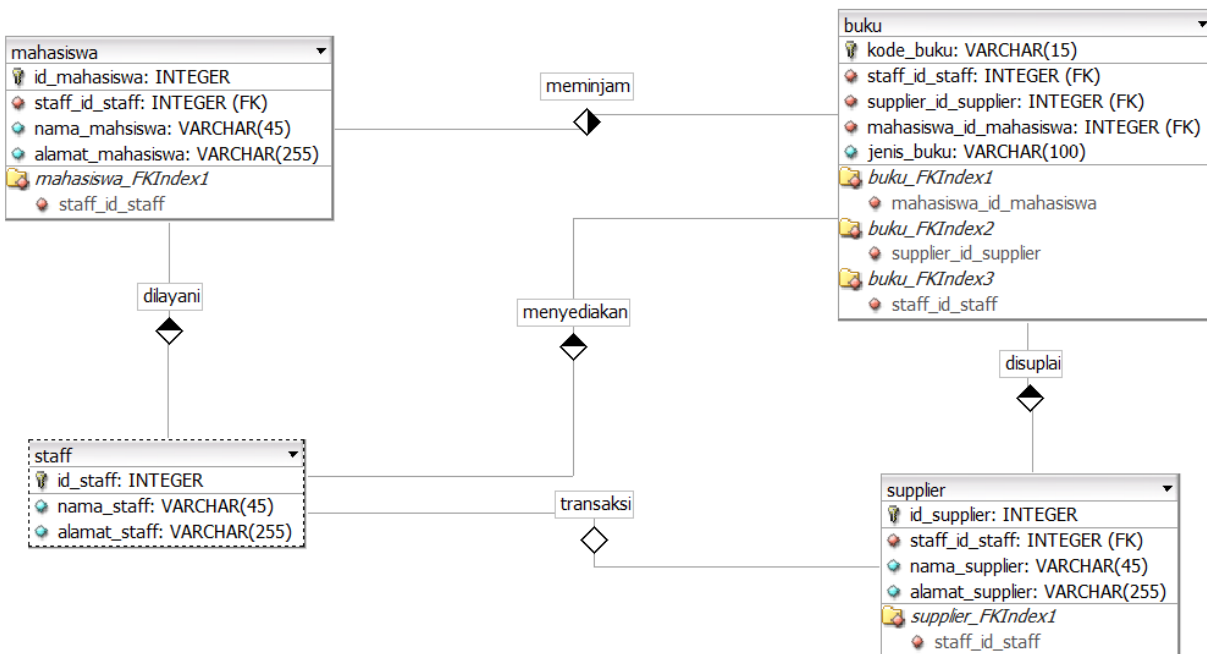 mahasiswa
id_mahasiswa: INTEGER
staff_id_staff: INTEGER (FK)
nama_mahsiswa: VARCHAR(45)
alamat_mahasiswa: VARCHAR(255)
mahasiswa_FKIndex1
staff_id_staff
meminjam
buku
kode_buku: VARCHAR(15)
staff_id_staff: INTEGER (FK)
supplier_id_supplier: INTEGER (FK)
mahasiswa_id_mahasiswa: INTEGER (FK)
jenis_buku: VARCHAR(100)
buku_FKIndex1
mahasiswa_id_mahasiswa
buku_FKIndex2
supplier_id_supplier
buku_FKIndex3
staff_id_staff
dilayani
menyediakan
disuplai
staff
id_staff: INTEGER
nama_staff: VARCHAR(45)
alamat_staff: VARCHAR(255)
transaksi
supplier
id_supplier: INTEGER
staff_id_staff: INTEGER (FK)
nama_supplier: VARCHAR(45)
alamat_supplier: VARCHAR(255)
supplier_FKIndex1
staff_id_staff